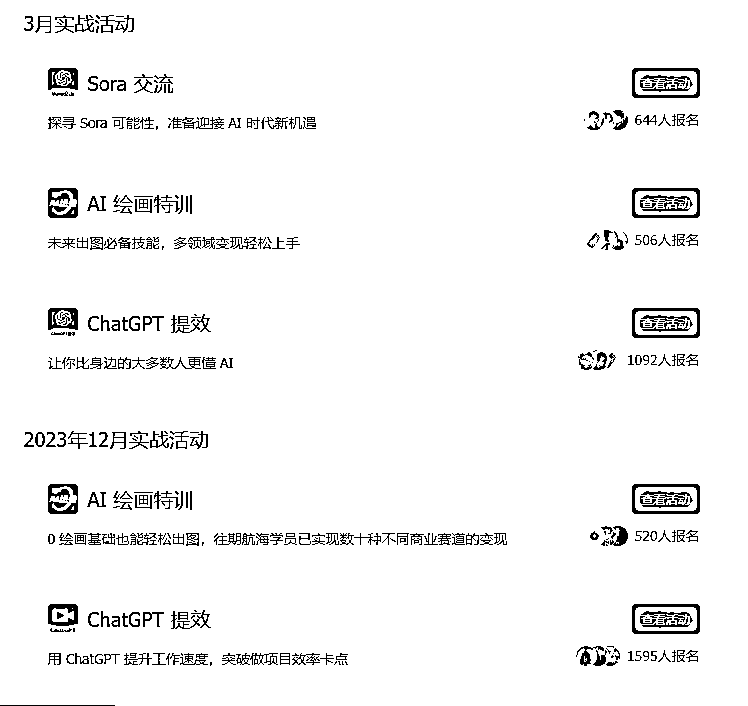 3月实战活动
Sora 交流
查看活动
探寻 Sora 可能性，准备迎接 AI 时代新机遇
644人报名
AI 绘画特训
查看活动
未来出图必备技能，多领域变现轻松上手
506人报名
ChatGPT 提效
查看活动
让你比身边的大多数人更懂 AI
1092人报名
2023年12月实战活动
AI 绘画特训
查看活动
0 绘画基础也能轻松出图，往期航海学员已实现数十种不同商业赛道的变现
520人报名
ChatGPT 提效
查看活动
用 ChatGPT 提升工作速度，突破做项目效率卡点
1595人报名